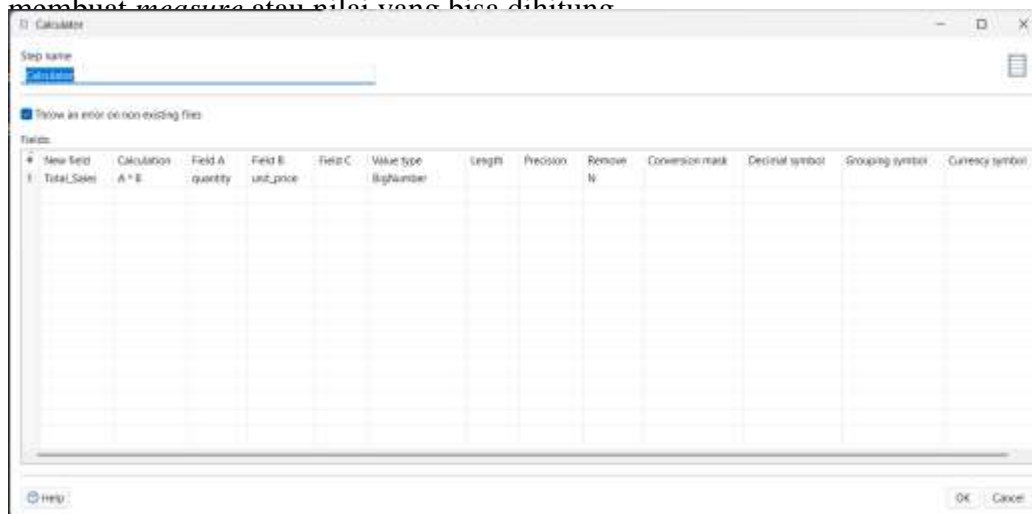 membuat measure atau nilai yang bisa dihitung
Calculator
Step name
Calculator
Throw an error on non existing files
Fields:
# New field Calculation Field A Field B Field C Value type Length Precision Remove Conversion mask Decimal symbol Grouping symbol Currency symbol
1 Total_Sales A * B quantity unit_price BigNumber N
Help OK Cancel